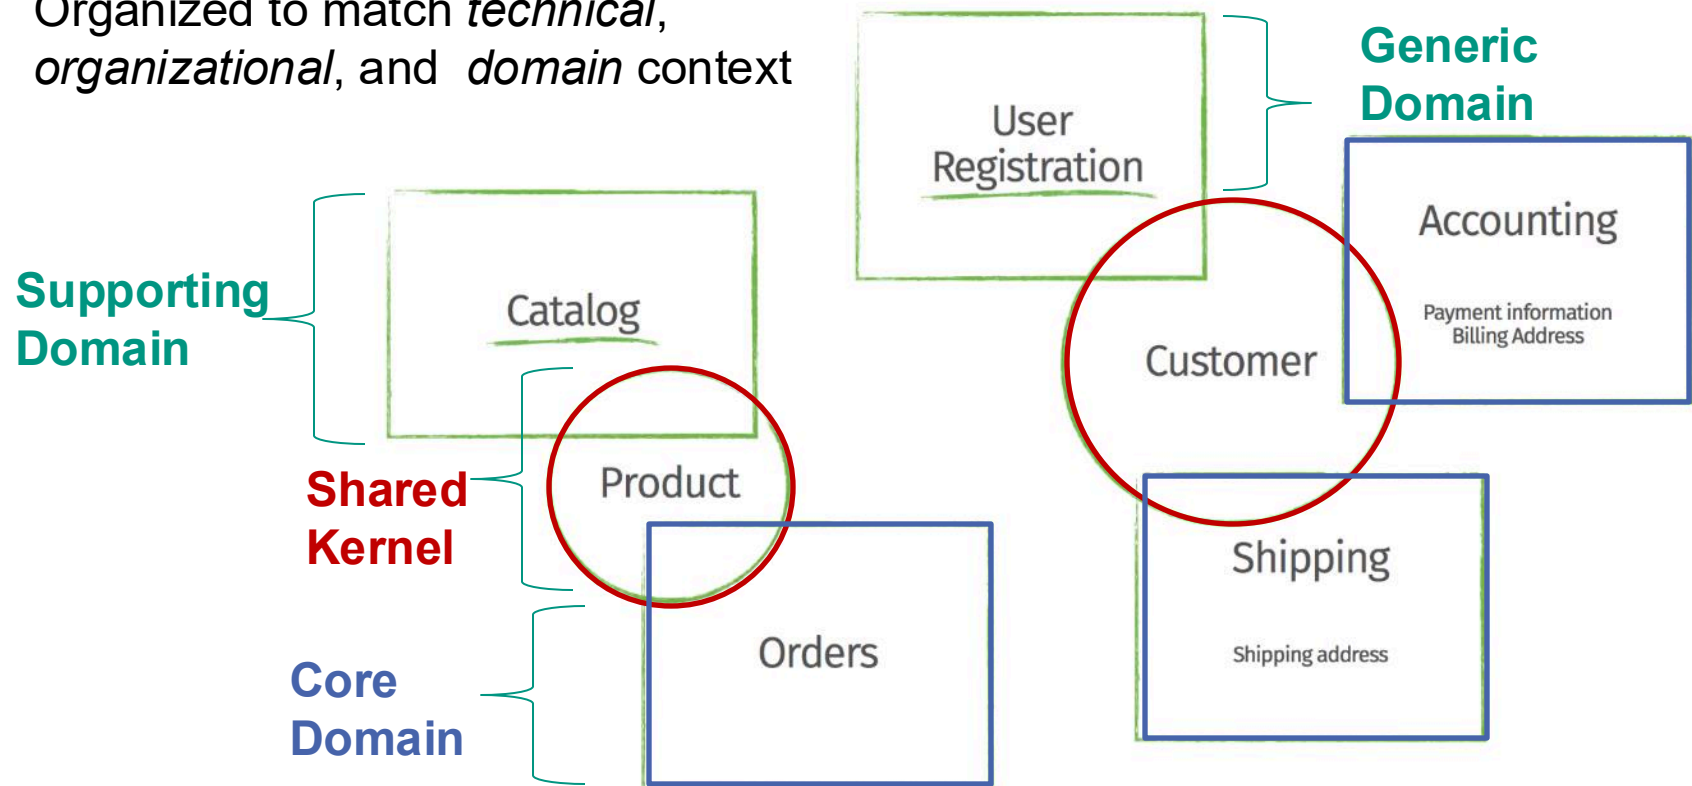 Organized to match technical,
organizational, and domain context
Generic
Domain
User
Registration
Accounting
Payment information
Billing Address
Supporting
Domain
Catalog
Customer
Shared
Kernel
Product
Shipping
Shipping address
Orders
Core
Domain